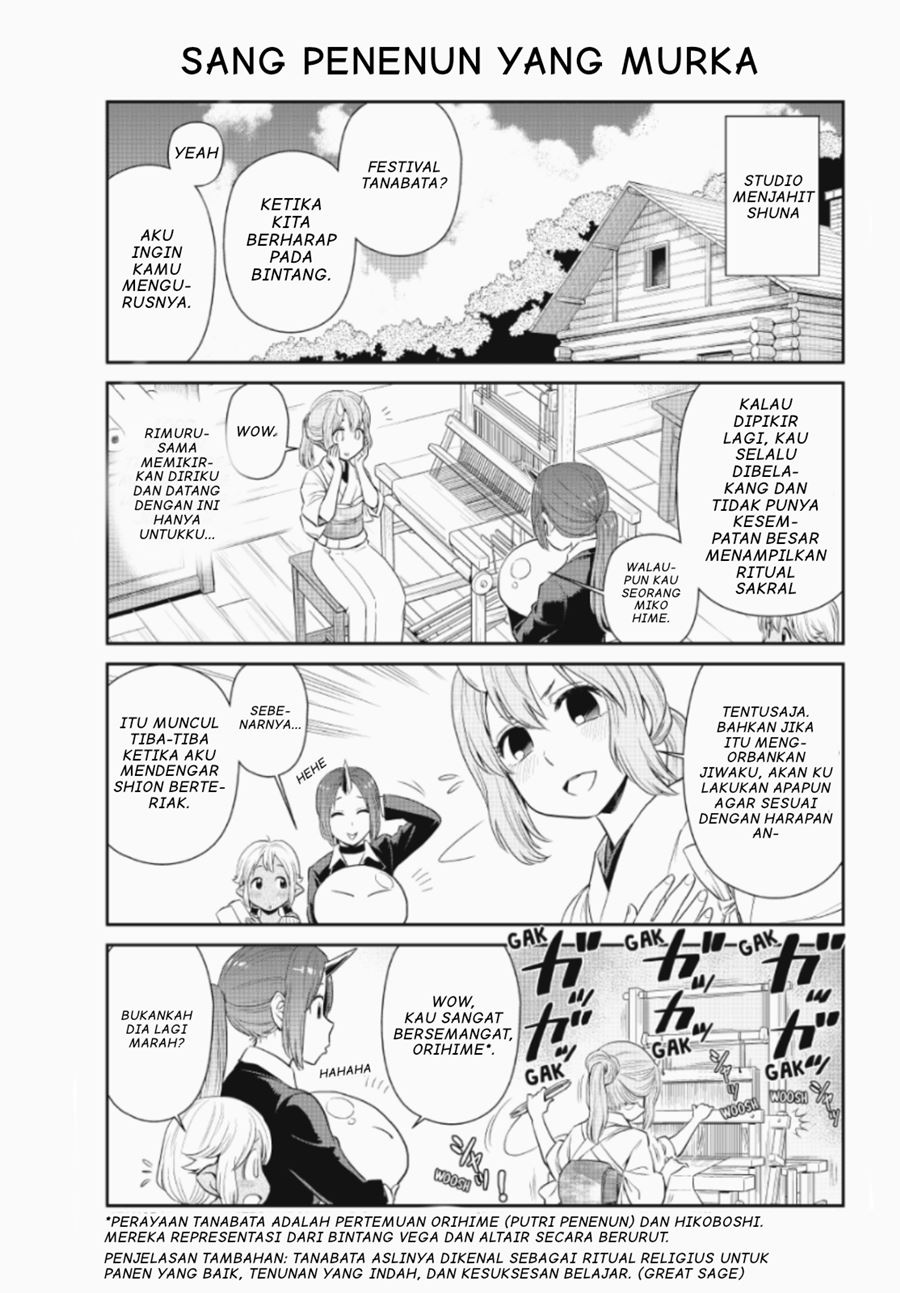 SANG PENENUN YANG MURKA
STUDIO
MENJAHIT
SHUNA
FESTIVAL
TANABATA?
KETIKA
KITA
BERHARAP
PADA
BINTANG.
YEAH
AKU
INGIN
KAMU
MENGU-
RUSNYA.
KALAU
DIPIKIR
LAGI, KAU
SELALU
DIBELA-
KANG DAN
TIDAK PUNYA
KESEM-
PATAN BESAR
MENAMPILKAN
RITUAL
SAKRAL
WALAU-
PUN KAU
SEORANG
MIKO
HIME.
WOW.
RIMURU-
SAMA
MEMIKIR-
KAN DIRIKU
DAN DATANG
DENGAN INI
HANYA
UNTUKKU...
TENTUSAJA.
BAHKAN JIKA
ITU MENG-
ORBANKAN
JIWAKU, AKAN KU
LAKUKAN APAPUN
AGAR SESUAI
DENGAN HARAPAN
AN-
SEBE-
NARNYA...
HEHE
ITU MUNCUL
TIBA-TIBA
KETIKA AKU
MENDENGAR
SHION BERTE-
RIAK.
GAK
ガガッ
GAK
GAK
ガガッ
GAK
GAK
ガガッ
GAK
WOOSH
WOOSH
WOOSH
WOW,
KAU SANGAT
BERSEMANGAT,
ORIHIME*.
HAHAHA
BUKANKAH
DIA LAGI
MARAH?
*PERAYAAN TANABATA ADALAH PERTEMUAN ORIHIME (PUTRI PENENUN) DAN HIKOBOSHI.
MEREKA REPRESENTASI DARI BINTANG VEGA DAN ALTAIR SECARA BERURUT.
PENJELASAN TAMBAHAN: TANABATA ASLINYA DIKENAL SEBAGAI RITUAL RELIGIUS UNTUK
PANEN YANG BAIK, TENUNAN YANG INDAH, DAN KESUKSESAN BELAJAR. (GREAT SAGE)